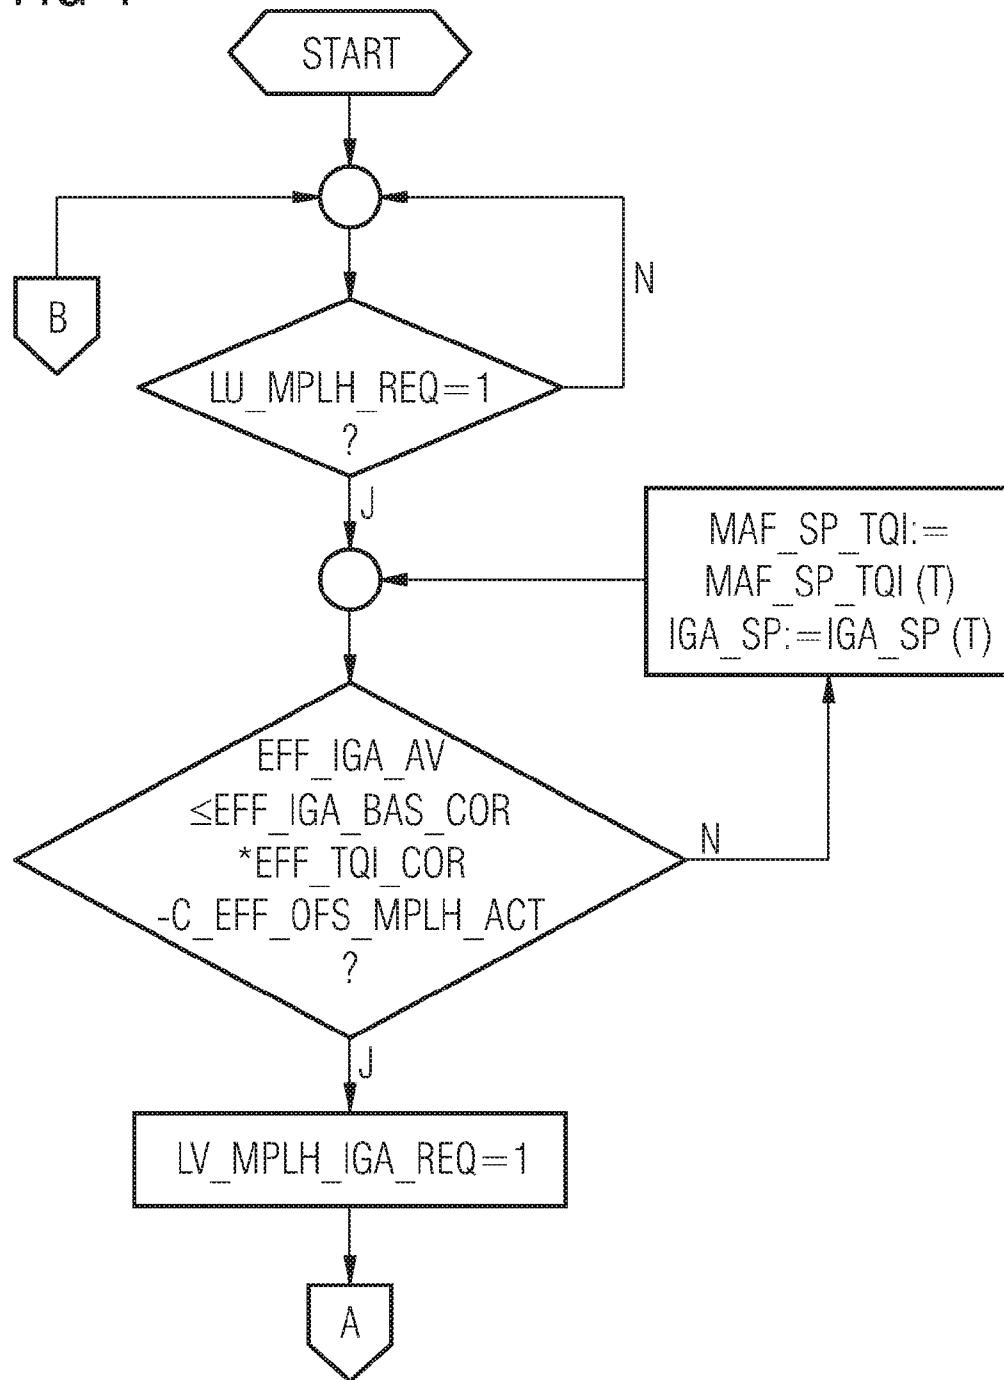 START
B
N
LU_MPLH_REQ=1
?
J
MAF_SP_TQI:=
MAF_SP_TQI (T)
IGA_SP:=IGA_SP (T)
EFF_IGA_AV
≤EFF_IGA_BAS_COR
*EFF_TQI_COR
-C_EFF_OFS_MPLH_ACT
?
N
J
LV_MPLH_IGA_REQ=1
A